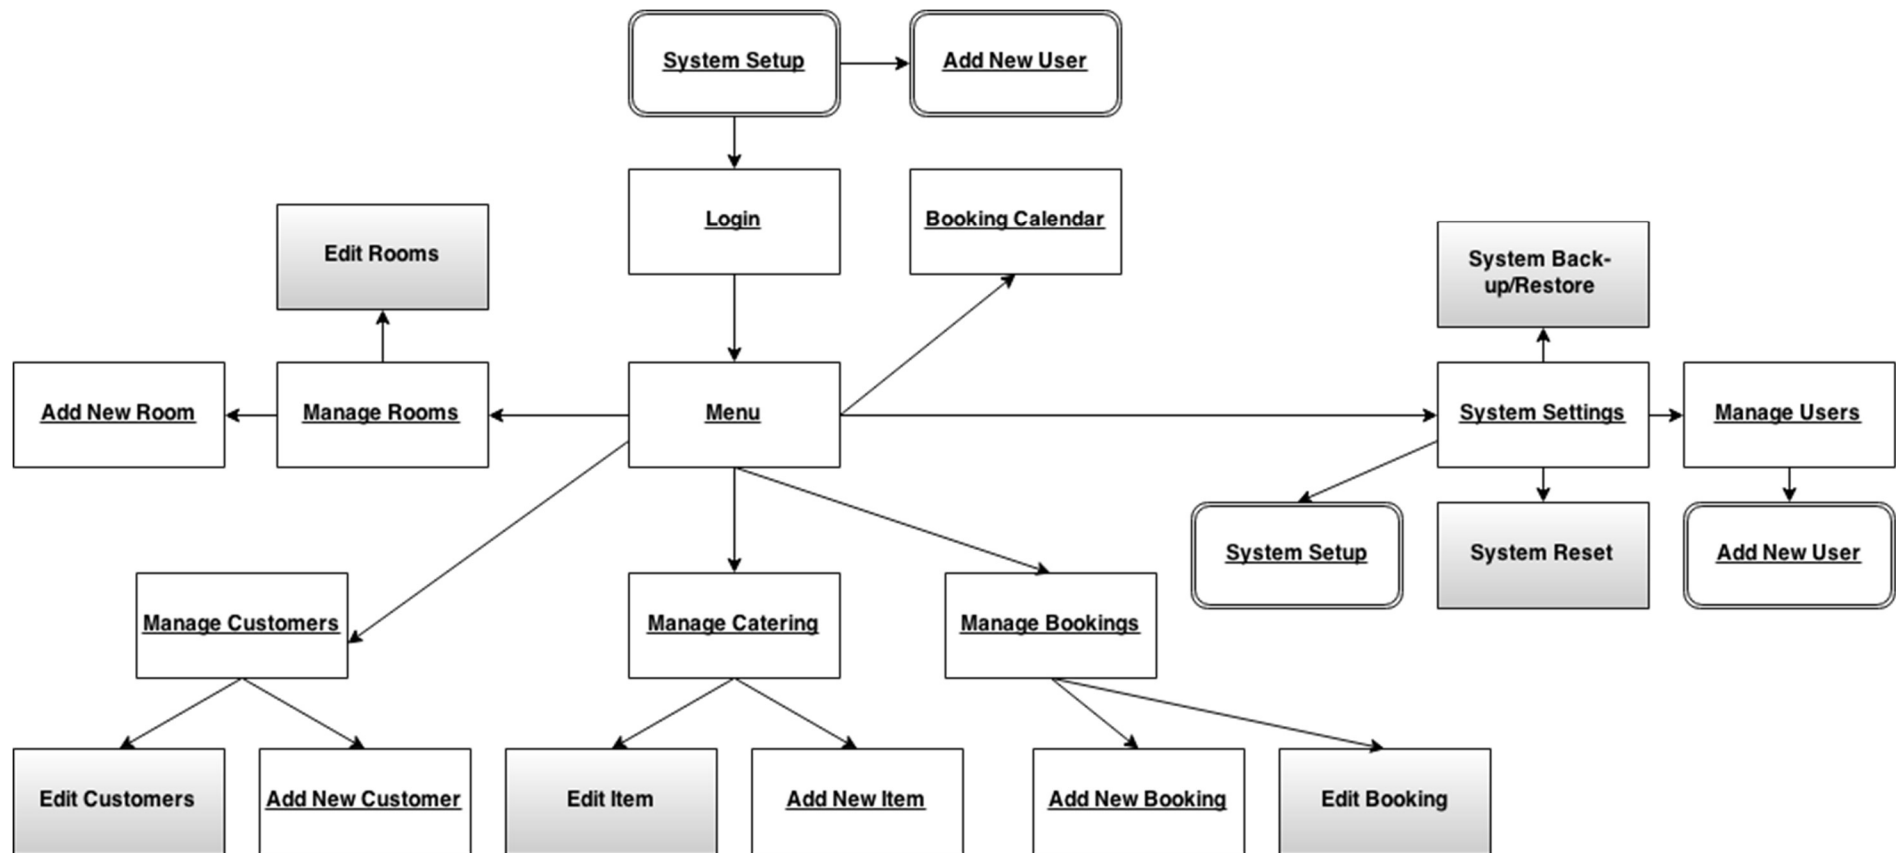 System Setup
Add New User
Login
Booking Calendar
Edit Rooms
System Back-
up/Restore
Add New Room
Manage Rooms
Menu
System Settings
Manage Users
System Setup
System Reset
Add New User
Manage Customers
Manage Catering
Manage Bookings
Edit Customers
Add New Customer
Edit Item
Add New Item
Add New Booking
Edit Booking